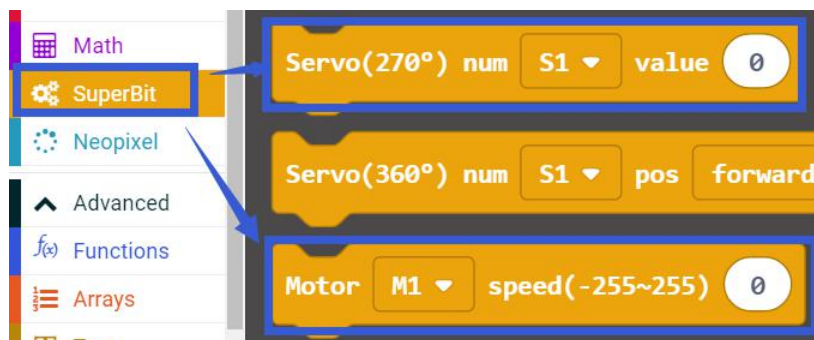 Math
SuperBit
Neopixel
Advanced
f(x) Functions
Arrays
Servo(270°) num S1 value 0
Servo(360°) num S1 pos forward
Motor M1 speed(-255~255) 0